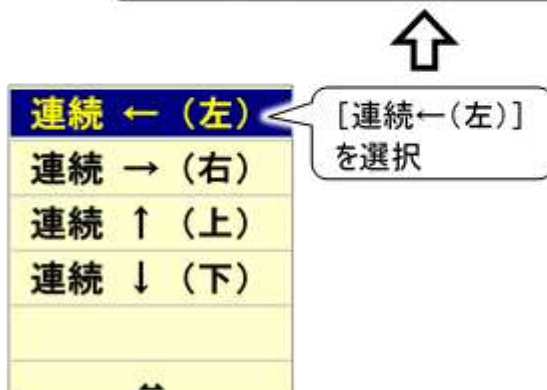 連続 ← (左)
連続 → (右)
連続 ↑ (上)
連続 ↓ (下)
[連続←(左)]
を選択